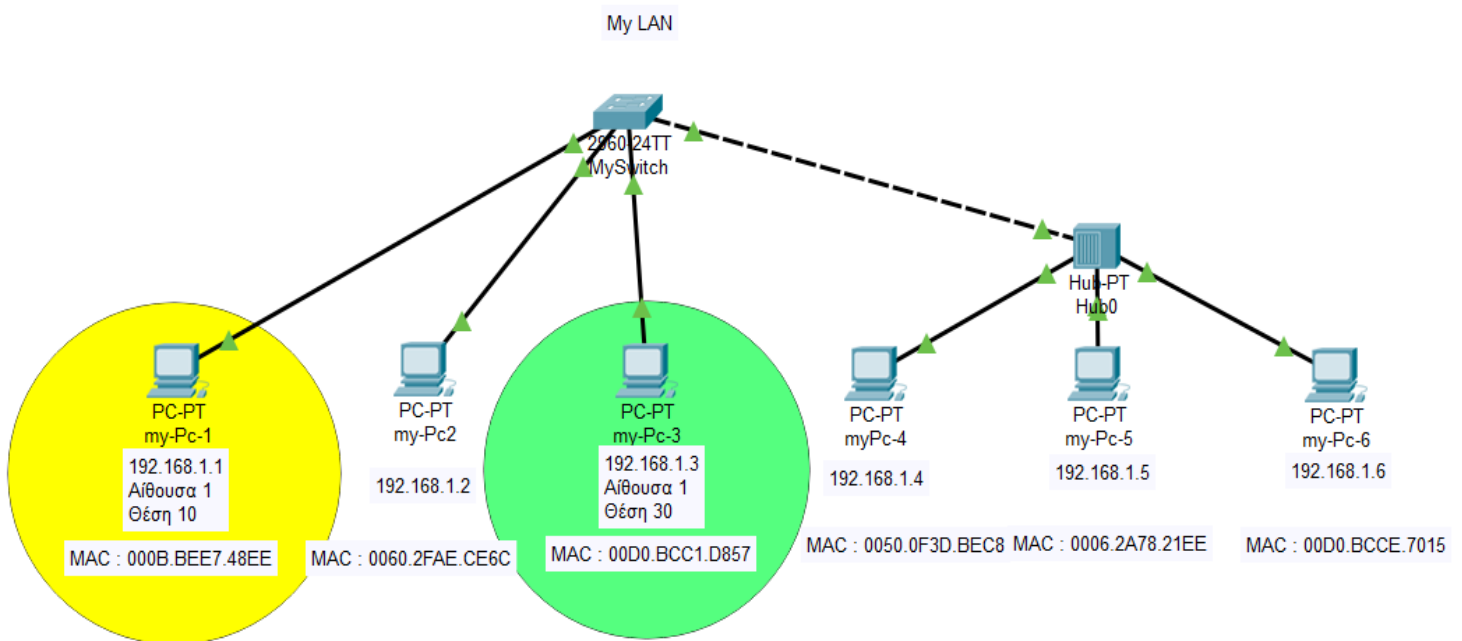 My LAN
2960-24TT
MySwitch
Hub-PT
Hub0
PC-PT
my-Pc-1
192.168.1.1
Αίθουσα 1
Θέση 10
MAC : 000B.BEE7.48EE
PC-PT
my-Pc2
192.168.1.2
MAC : 0060.2FAE.CE6C
PC-PT
my-Pc-3
192.168.1.3
Αίθουσα 1
Θέση 30
MAC : 00D0.BCC1.D857
PC-PT
myPc-4
192.168.1.4
MAC : 0050.0F3D.BEC8
PC-PT
my-Pc-5
192.168.1.5
MAC : 0006.2A78.21EE
PC-PT
my-Pc-6
192.168.1.6
MAC : 00D0.BCCE.7015